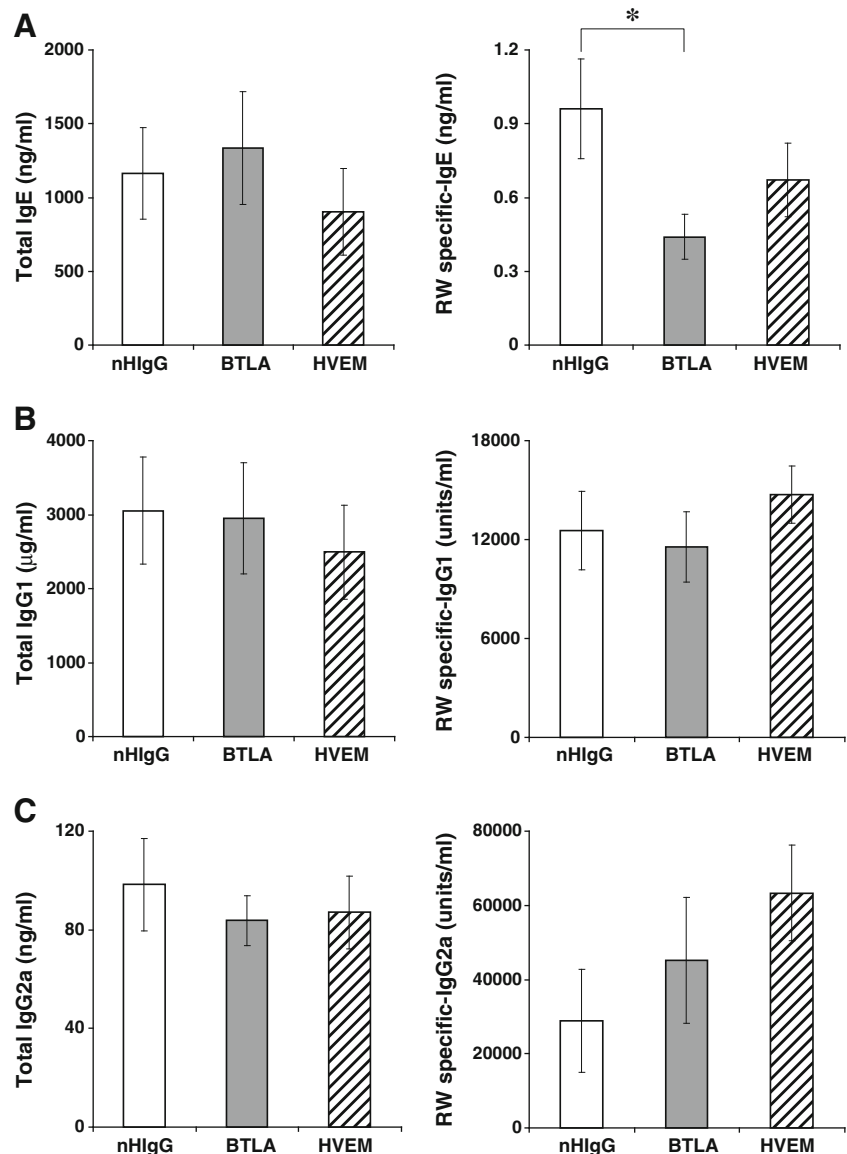 A
Total IgE (ng/ml)
2000
1500
1000
500
0
nHIgG BTLA HVEM
*
RW specific-IgE (ng/ml)
1.2
0.9
0.6
0.3
0
nHIgG BTLA HVEM
B
Total IgG1 (µg/ml)
4000
3000
2000
1000
0
nHIgG BTLA HVEM
RW specific-IgG1 (units/ml)
18000
12000
6000
0
nHIgG BTLA HVEM
C
Total IgG2a (ng/ml)
120
80
40
0
nHIgG BTLA HVEM
RW specific-IgG2a (units/ml)
80000
60000
40000
20000
0
nHIgG BTLA HVEM